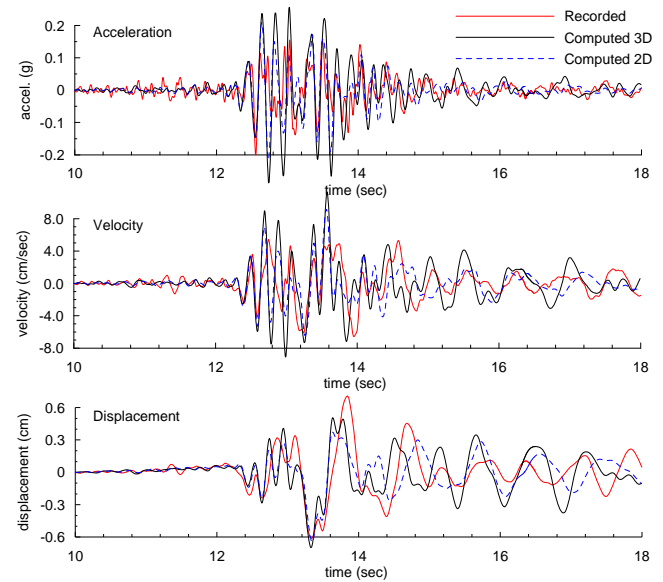 Acceleration
Recorded
Computed 3D
Computed 2D
accel. (g)
0.2
0.1
0
-0.1
-0.2
10
12
14
16
18
time (sec)
Velocity
velocity (cm/sec)
8.0
4.0
0.0
-4.0
-8.0
10
12
14
16
18
time (sec)
Displacement
displacement (cm)
0.6
0.3
0
-0.3
-0.6
10
12
14
16
18
time (sec)